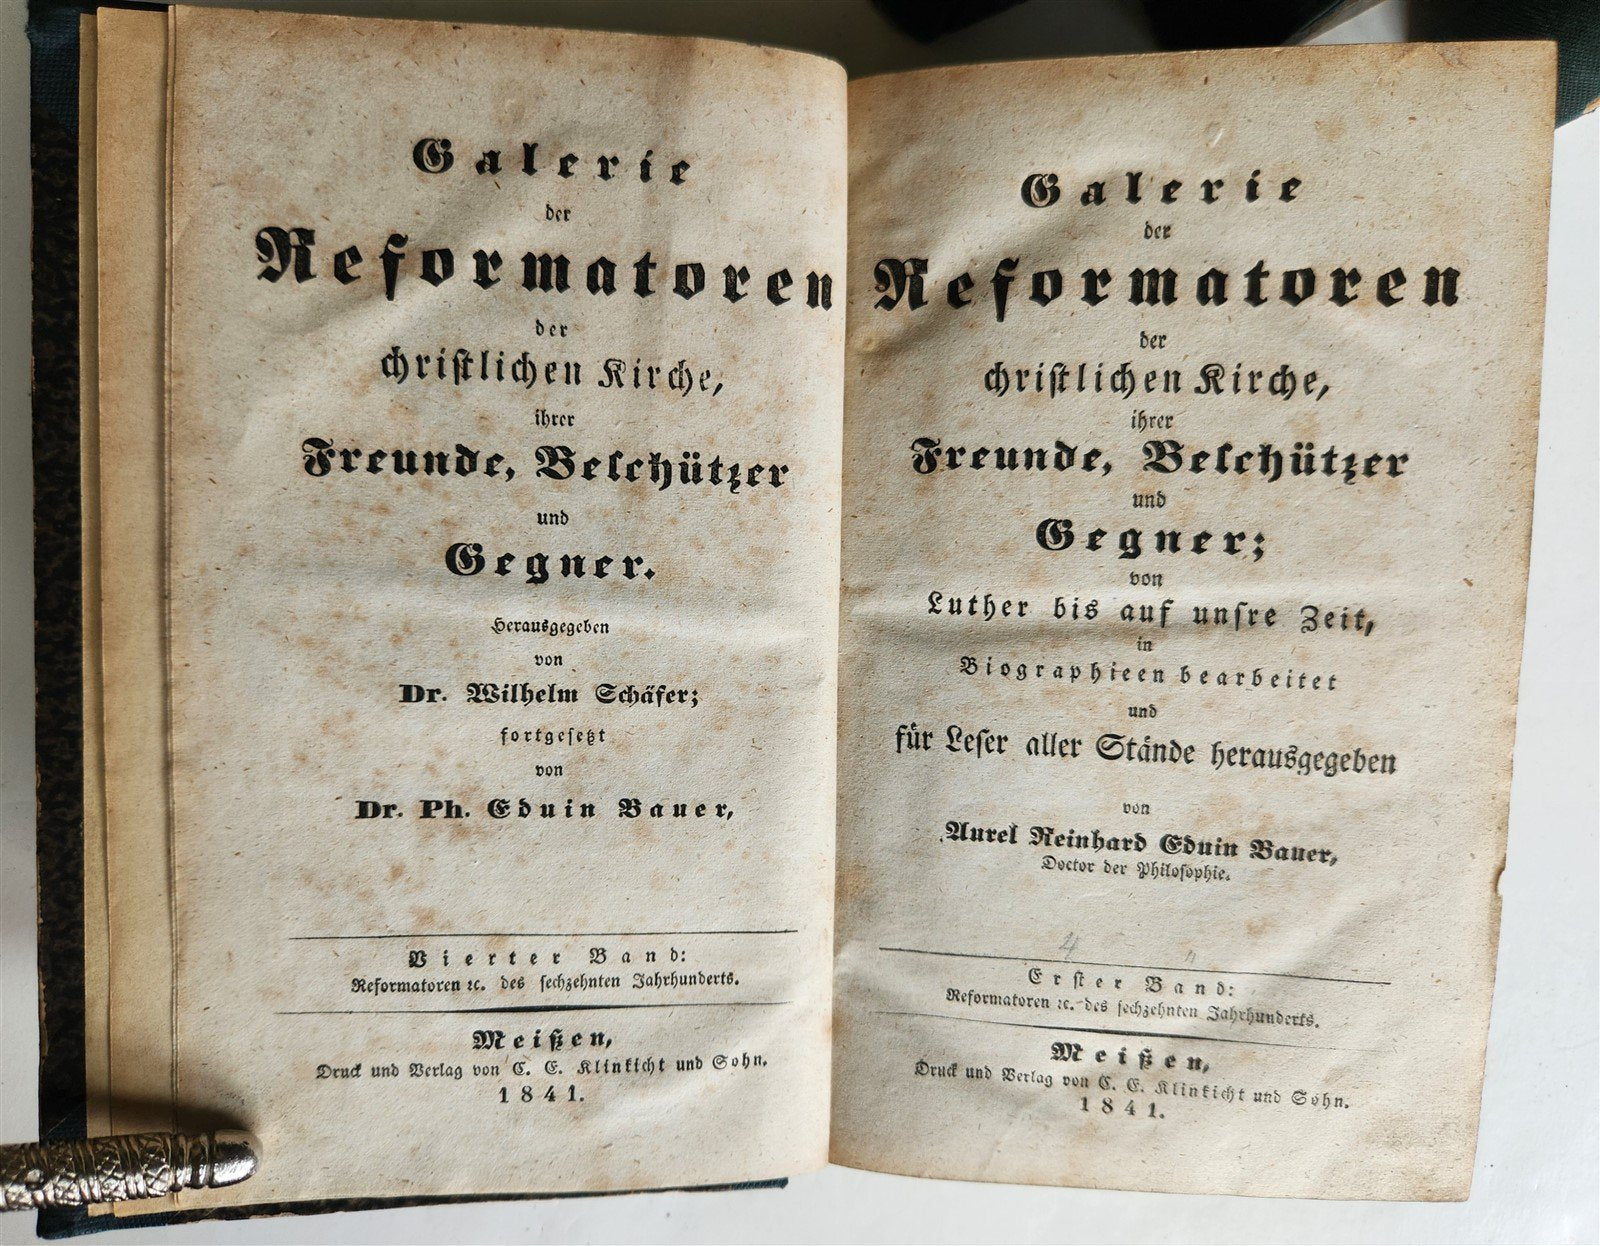 Galerie
der
Reformatoren
der
christlichen Kirche,
ihrer
Freunde, Beschützer
und
Gegner.
Herausgegeben
von
Dr. Wilhelm Schäfer;
fortgesetzt
von
Dr. Ph. Eduin Bauer,
Vierter Band:
Reformatoren ꝛc. des sechzehnten Jahrhunderts.
Meißen,
Druck und Verlag von C. E. Klinkicht und Sohn.
1841.
Galerie
der
Reformatoren
der
christlichen Kirche,
ihrer
Freunde, Beschützer
und
Gegner;
von
Luther bis auf unsre Zeit,
in
Biographieen bearbeitet
und
für Leser aller Stände herausgegeben
von
Aurel Reinhard Eduin Bauer,
Doctor der Philosophie.
4 "
Erster Band:
Reformatoren ꝛc. des sechzehnten Jahrhunderts.
Meißen,
Druck und Verlag von C. E. Klinkicht und Sohn.
1841.